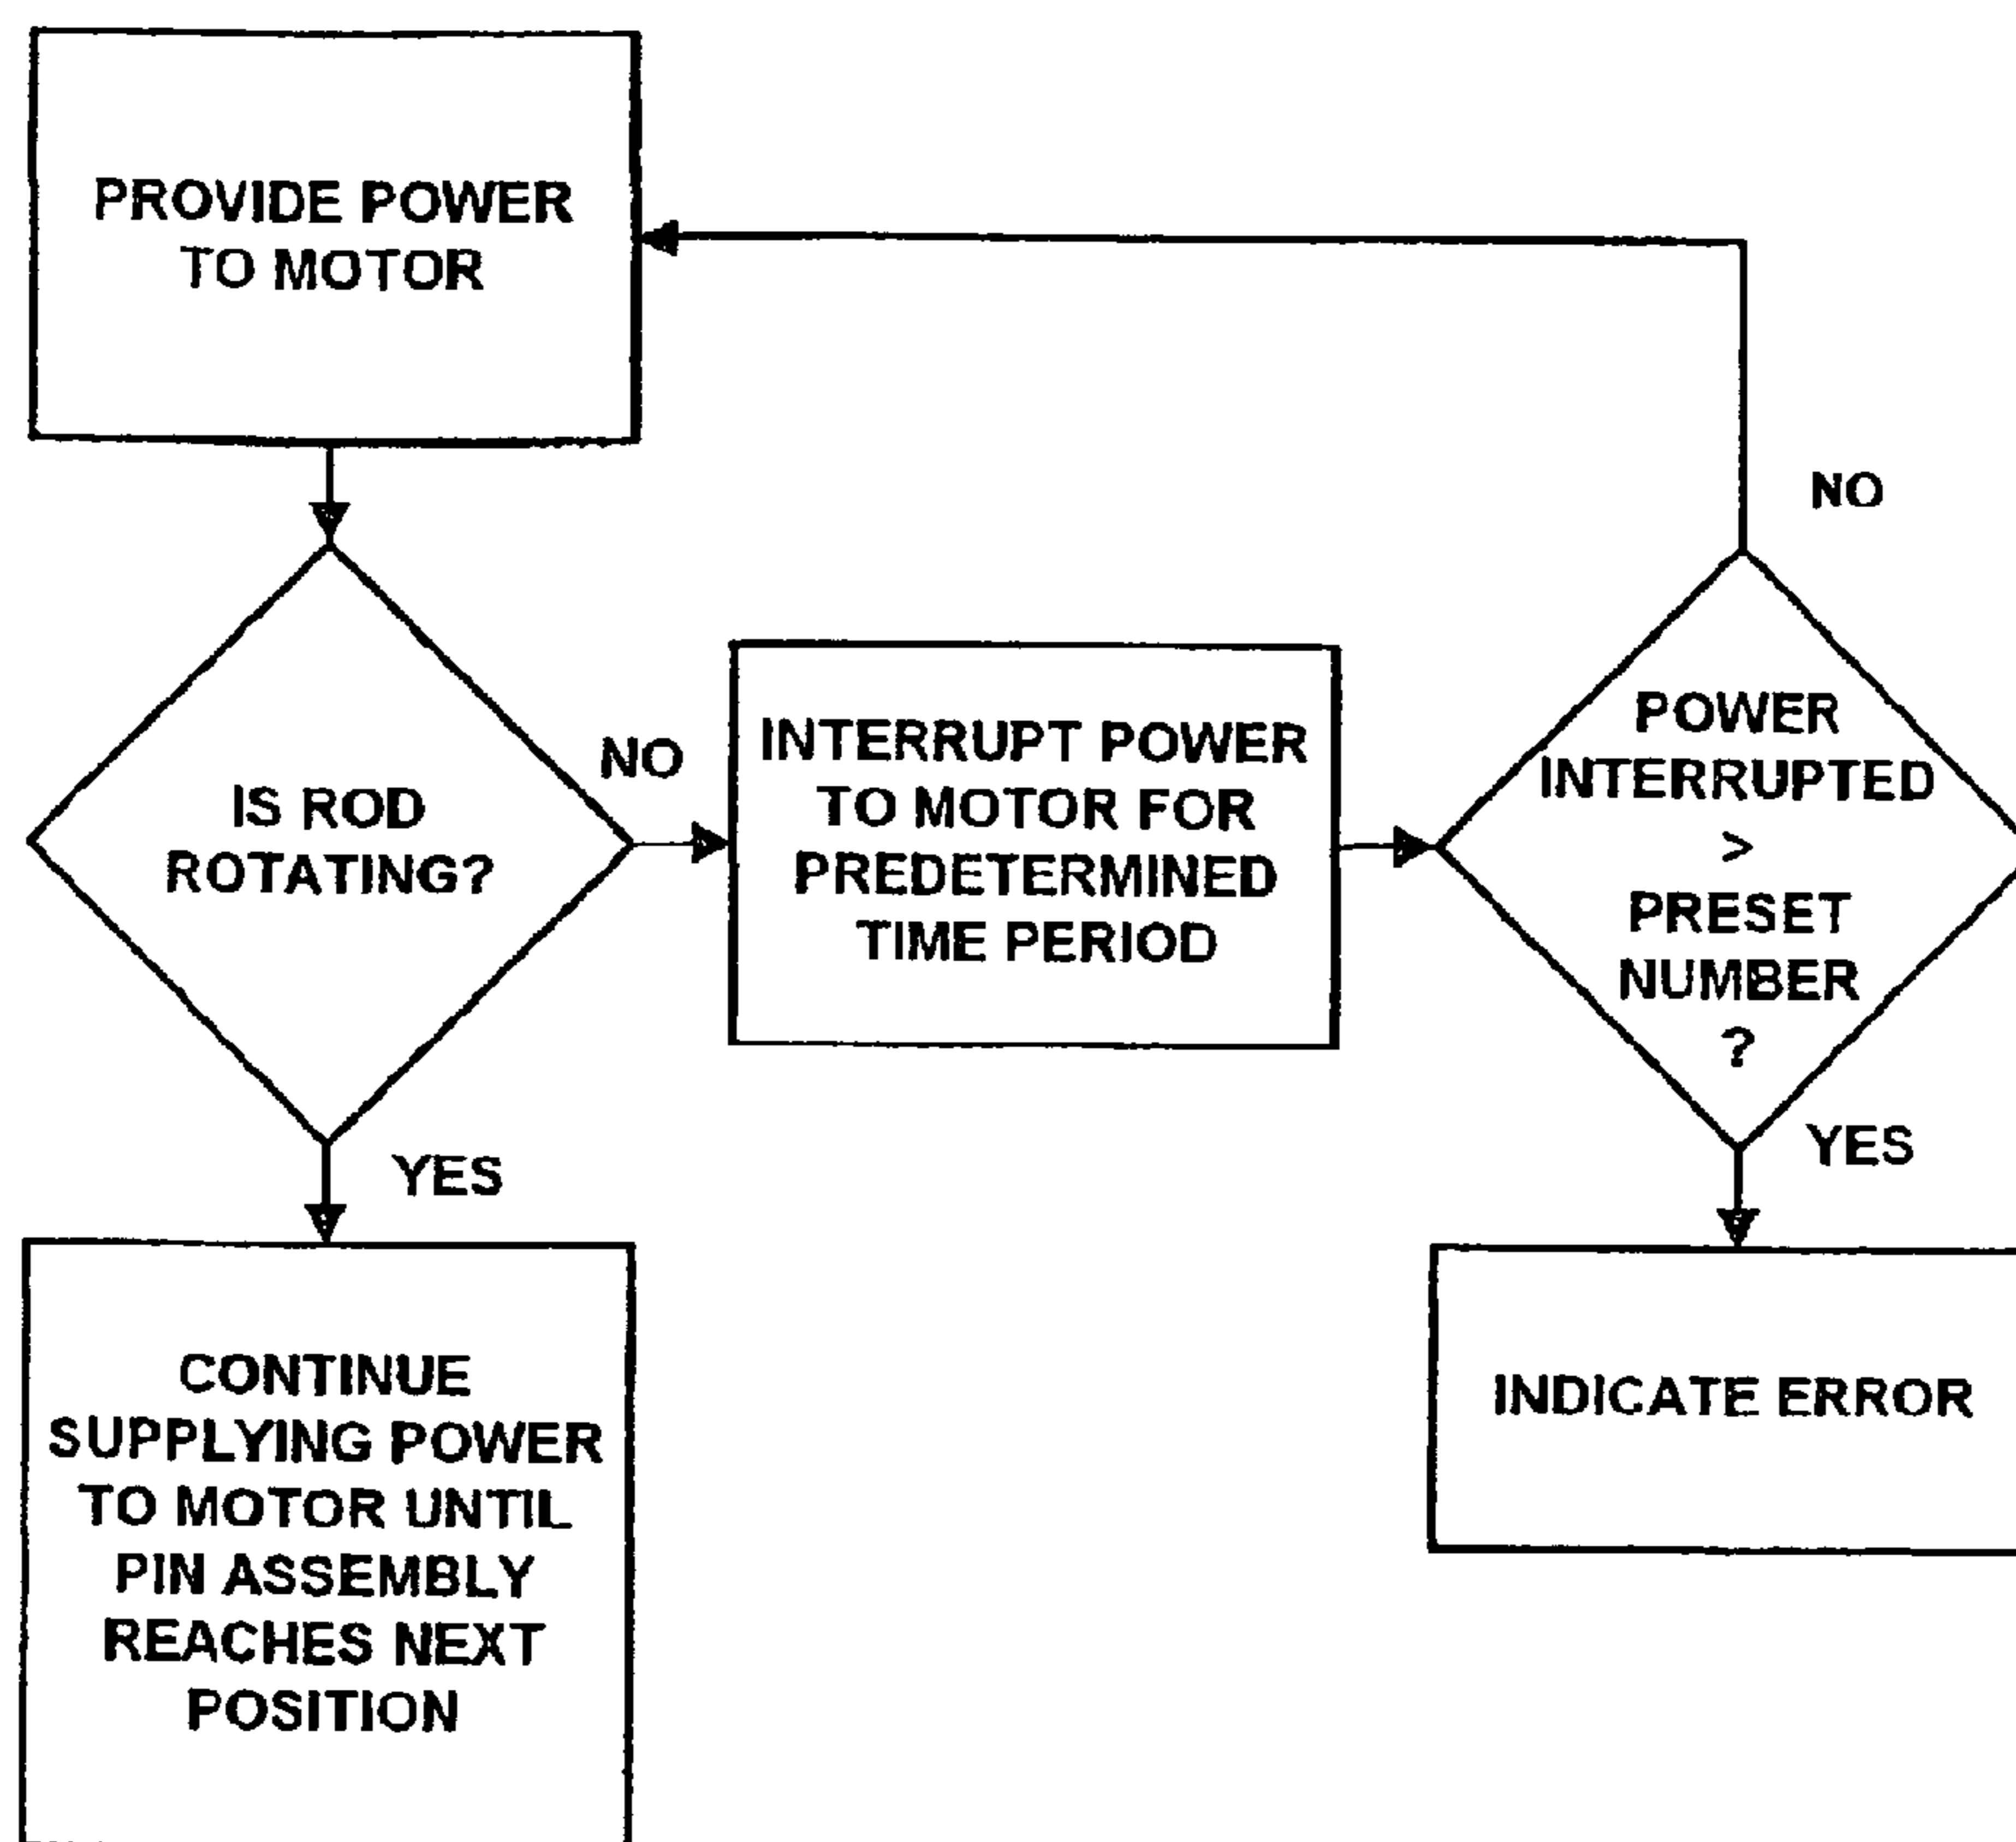 PROVIDE POWER
TO MOTOR
NO
IS ROD
ROTATING?
NO
INTERRUPT POWER
TO MOTOR FOR
PREDETERMINED
TIME PERIOD
POWER
INTERRUPTED
>
PRESET
NUMBER
?
YES
YES
CONTINUE
SUPPLYING POWER
TO MOTOR UNTIL
PIN ASSEMBLY
REACHES NEXT
POSITION
INDICATE ERROR